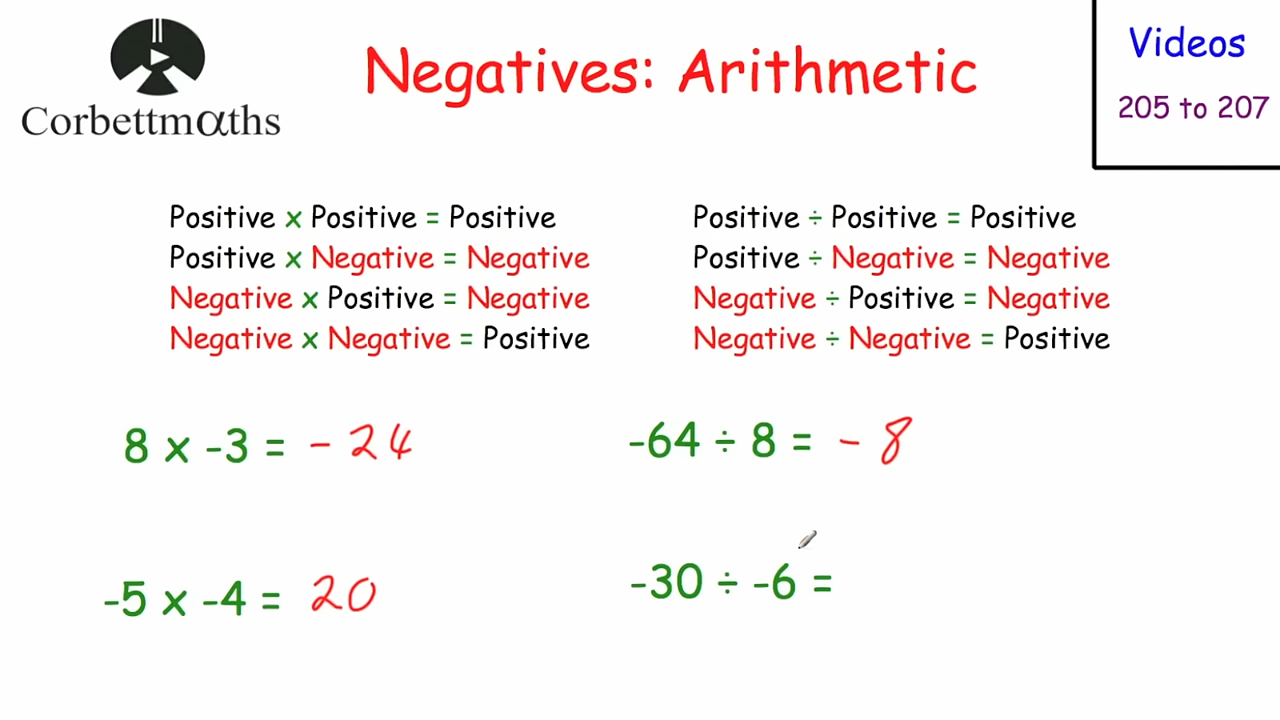 Corbettmαths
Negatives: Arithmetic
Videos
205 to 207
Positive x Positive = Positive
Positive x Negative = Negative
Negative x Positive = Negative
Negative x Negative = Positive
Positive ÷ Positive = Positive
Positive ÷ Negative = Negative
Negative ÷ Positive = Negative
Negative ÷ Negative = Positive
8 x -3 = - 24
-64 ÷ 8 = - 8
-5 x -4 = 20
-30 ÷ -6 =